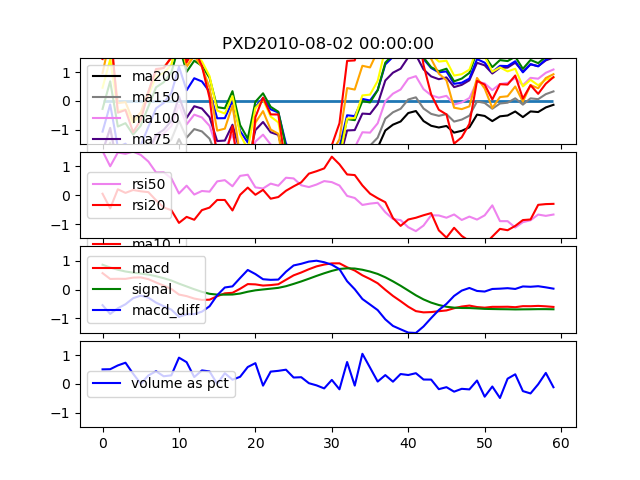 PXD2010-08-02 00:00:00
1
0
−1
ma200
ma150
ma100
ma75
1
0
−1
rsi50
rsi20
ma10
1
0
−1
macd
signal
macd_diff
1
0
−1
volume as pct
0 10 20 30 40 50 60